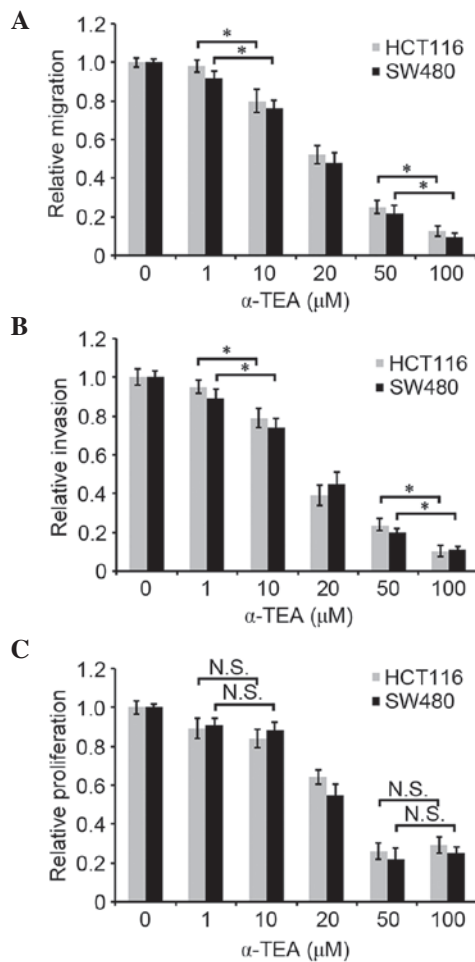 A
Relative migration
1.2
1.0
0.8
0.6
0.4
0.2
0
* *
* *
HCT116
SW480
0 1 10 20 50 100
α-TEA (μM)
B
Relative invasion
1.2
1.0
0.8
0.6
0.4
0.2
0
* *
* *
HCT116
SW480
0 1 10 20 50 100
α-TEA (μM)
C
Relative proliferation
1.2
1.0
0.8
0.6
0.4
0.2
0
N.S.
N.S.
HCT116
SW480
N.S.
N.S.
0 1 10 20 50 100
α-TEA (μM)